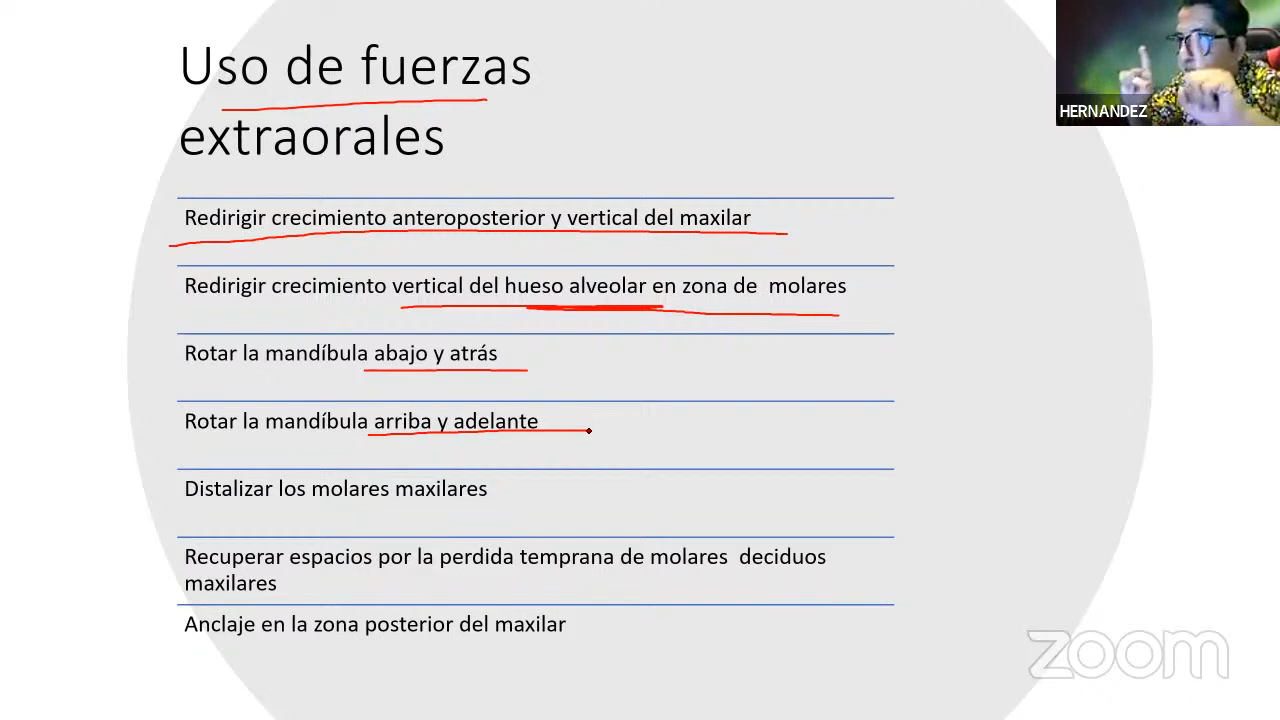 Uso de fuerzas
extraorales
HERNANDEZ
Redirigir crecimiento anteroposterior y vertical del maxilar
Redirigir crecimiento vertical del hueso alveolar en zona de molares
Rotar la mandíbula abajo y atrás
Rotar la mandíbula arriba y adelante
Distalizar los molares maxilares
Recuperar espacios por la perdida temprana de molares deciduos
maxilares
Anclaje en la zona posterior del maxilar
zoom